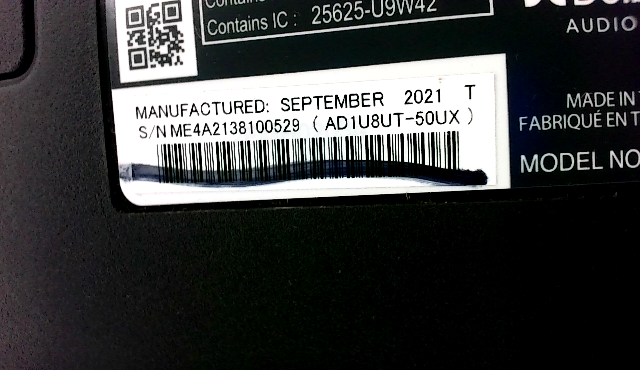 Contains IC : 25625-U9W42
AUDIO
MANUFACTURED: SEPTEMBER 2021 T
S/N ME4A2138100529 ( AD1U8UT-50UX )
MADE IN
FABRIQUÉ EN
MODEL NO